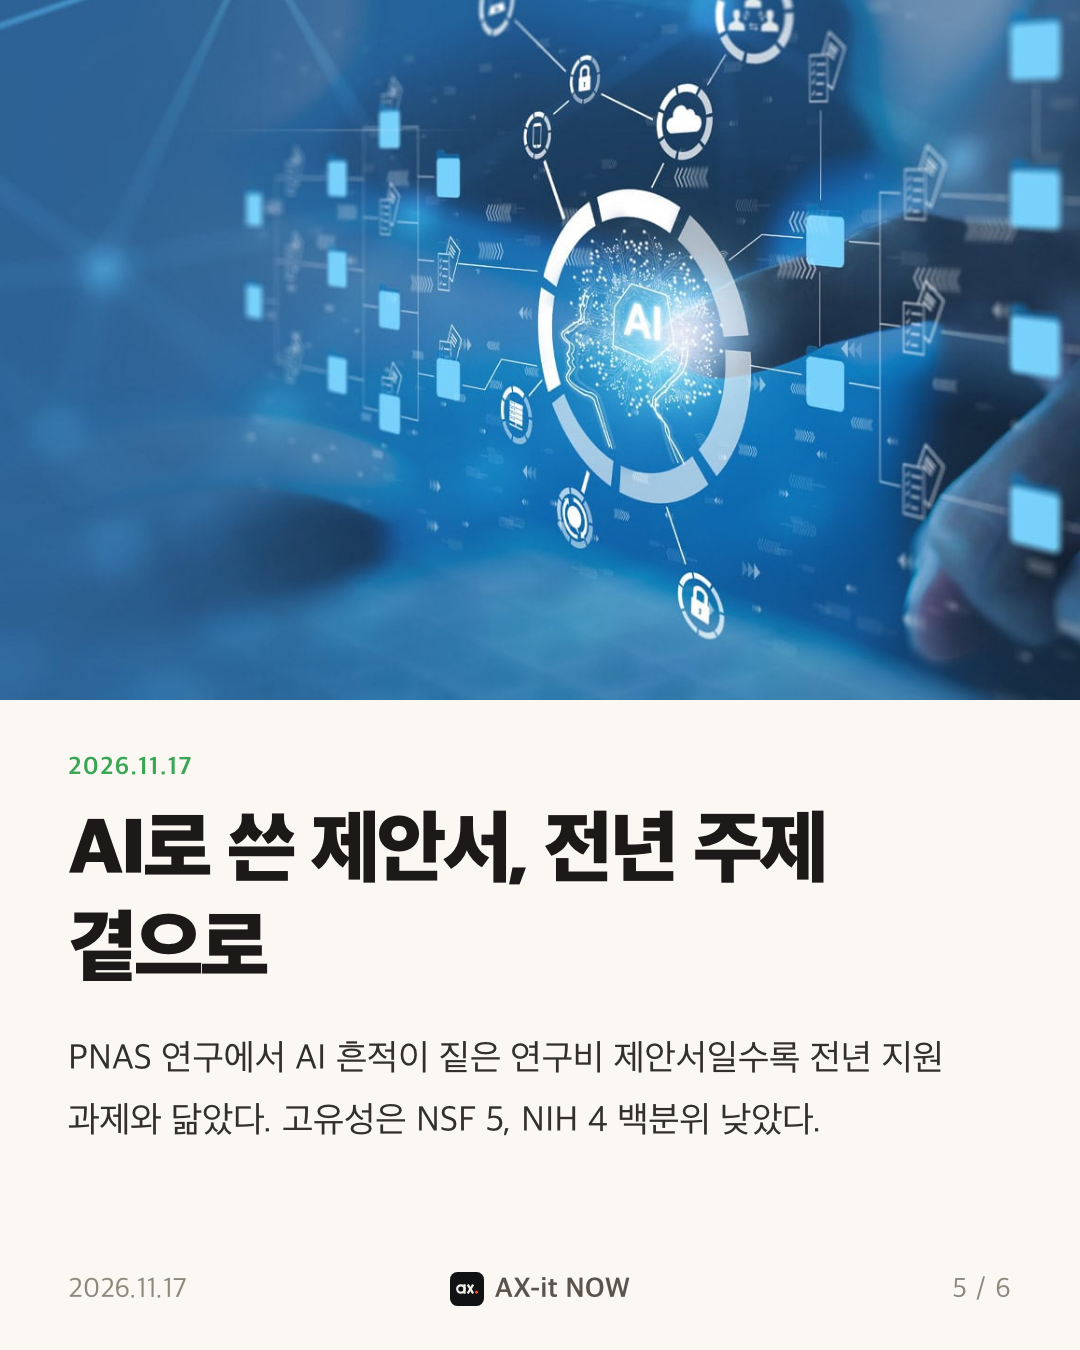 AI
2026.11.17
AI로 쓴 제안서, 전년 주제
곁으로
PNAS 연구에서 AI 흔적이 짙은 연구비 제안서일수록 전년 지원
과제와 닮았다. 고유성은 NSF 5, NIH 4 백분위 낮았다.
2026.11.17
ax.
AX-it NOW
5 / 6